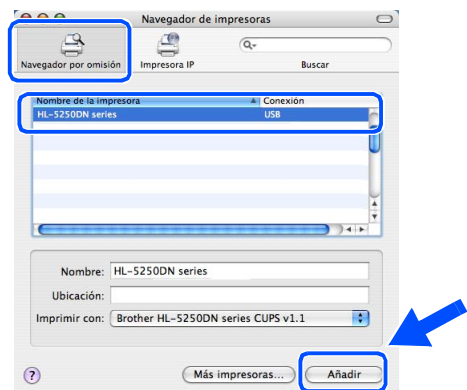 Navegador de impresoras
Navegador por omisión Impresora IP Buscar
Nombre de la impresora Conexión
HL-5250DN series USB
Nombre: HL-5250DN series
Ubicación:
Imprimir con: Brother HL-5250DN series CUPS v1.1
? Más impresoras... Añadir